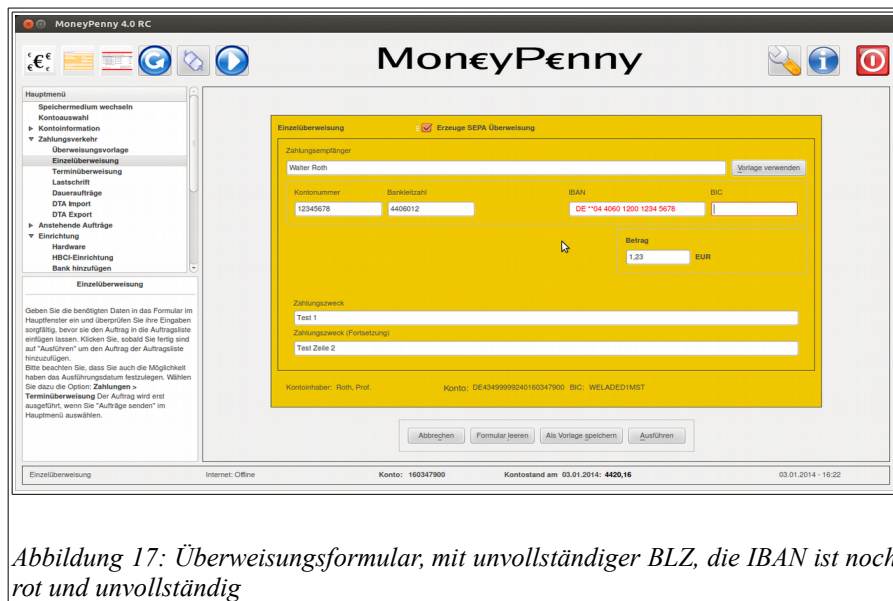 MoneyPenny 4.0 RC
Mon€yP€nny
Hauptmenü
Speichermedium wechseln
Kontoauswahl
Kontoinformation
Zahlungsverkehr
Überweisungsvorlage
Einzelüberweisung
Terminüberweisung
Lastschrift
Daueraufträge
DTA Import
DTA Export
Anstehende Aufträge
Einrichtung
Hardware
HBCI-Einrichtung
Bank hinzufügen
Einzelüberweisung
Geben Sie die benötigten Daten in das Formular im
Hauptfenster ein und überprüfen Sie ihre Eingaben
sorgfältig, bevor sie den Auftrag in die Auftragsliste
einfügen lassen. Klicken Sie, sobald Sie fertig sind
auf "Ausführen" um den Auftrag der Auftragsliste
hinzuzufügen.
Bitte beachten Sie, dass Sie auch die Möglichkeit
haben das Ausführungsdatum festzulegen. Wählen
Sie dazu die Option: Zahlungen >
Terminüberweisung Der Auftrag wird erst
ausgeführt, wenn Sie "Aufträge senden" im
Hauptmenü auswählen.
Einzelüberweisung Erzeuge SEPA Überweisung
Zahlungsempfänger
Walter Roth Vorlage verwenden
Kontonummer Bankleitzahl IBAN BIC
12345678 4406012 DE **04 4060 1200 1234 5678
Betrag
1,23 EUR
Zahlungszweck
Test 1
Zahlungszweck (Fortsetzung)
Test Zeile 2
Kontoinhaber: Roth, Prof. Konto: DE43499999240160347900 BIC: WELADED1MST
Abbrechen Formular leeren Als Vorlage speichern Ausführen
Einzelüberweisung Internet: Offline Konto: 160347900 Kontostand am 03.01.2014: 4420,16 03.01.2014 - 16:22
Abbildung 17: Überweisungsformular, mit unvollständiger BLZ, die IBAN ist noch
rot und unvollständig